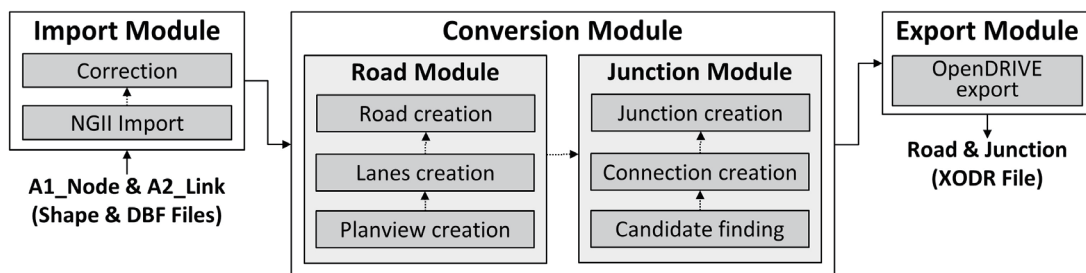 Import Module
Correction
NGII Import
A1_Node & A2_Link
(Shape & DBF Files)
Conversion Module
Road Module
Road creation
Lanes creation
Planview creation
Junction Module
Junction creation
Connection creation
Candidate finding
Export Module
OpenDRIVE
export
Road & Junction
(XODR File)